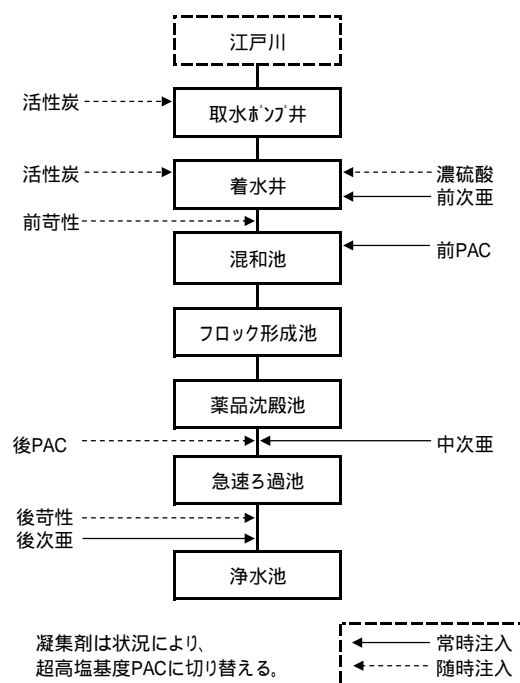 江戸川
活性炭
取水ﾎﾟﾝﾌﾟ井
活性炭
着水井
濃硫酸
前次亜
前苛性
混和池
前PAC
フロック形成池
薬品沈殿池
後PAC
中次亜
急速ろ過池
後苛性
後次亜
浄水池
凝集剤は状況により、
超高塩基度PACに切り替える。
常時注入
随時注入